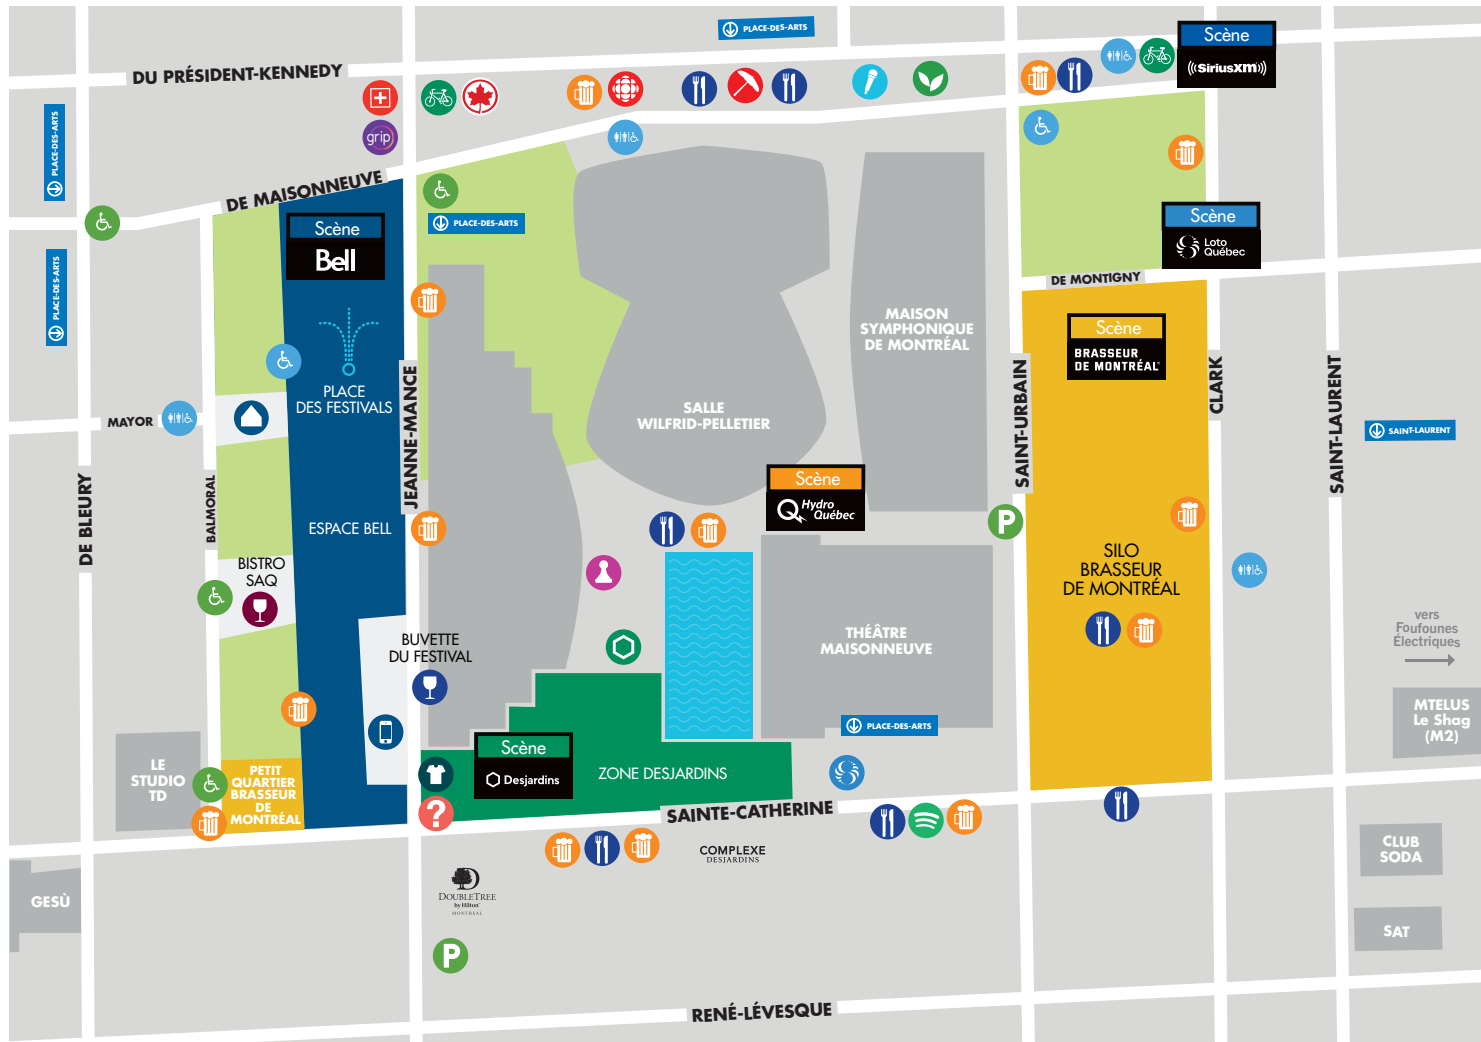 PLACE-DES-ARTS
Scène
SiriusXM
DU PRÉSIDENT-KENNEDY
PLACE-DES-ARTS
grip
DE MAISONNEUVE
PLACE-DES-ARTS
Scène
Bell
Scène
Loto
Québec
PLACE-DES-ARTS
DE MONTIGNY
MAISON
SYMPHONIQUE
DE MONTRÉAL
Scène
BRASSEUR
DE MONTRÉAL
PLACE
DES FESTIVALS
JEANNE-MANCE
SALLE
WILFRID-PELLETIER
SAINT-URBAIN
CLARK
SAINT-LAURENT
MAYOR
SAINT-LAURENT
DE BLEURY
BALMORAL
Scène
Hydro
Québec
ESPACE BELL
P
BISTRO
SAQ
SILO
BRASSEUR
DE MONTRÉAL
BUVETTE
DU FESTIVAL
THÉÂTRE
MAISONNEUVE
vers
Foufounes
Électriques
MTELUS
Le Shag
(M2)
PLACE-DES-ARTS
LE
STUDIO
TD
PETIT
QUARTIER
BRASSEUR
DE
MONTRÉAL
Scène
Desjardins
ZONE DESJARDINS
?
SAINTE-CATHERINE
COMPLEXE
DESJARDINS
CLUB
SODA
GESÙ
DOUBLETREE
by Hilton™
MONTRÉAL
SAT
P
RENÉ-LÉVESQUE